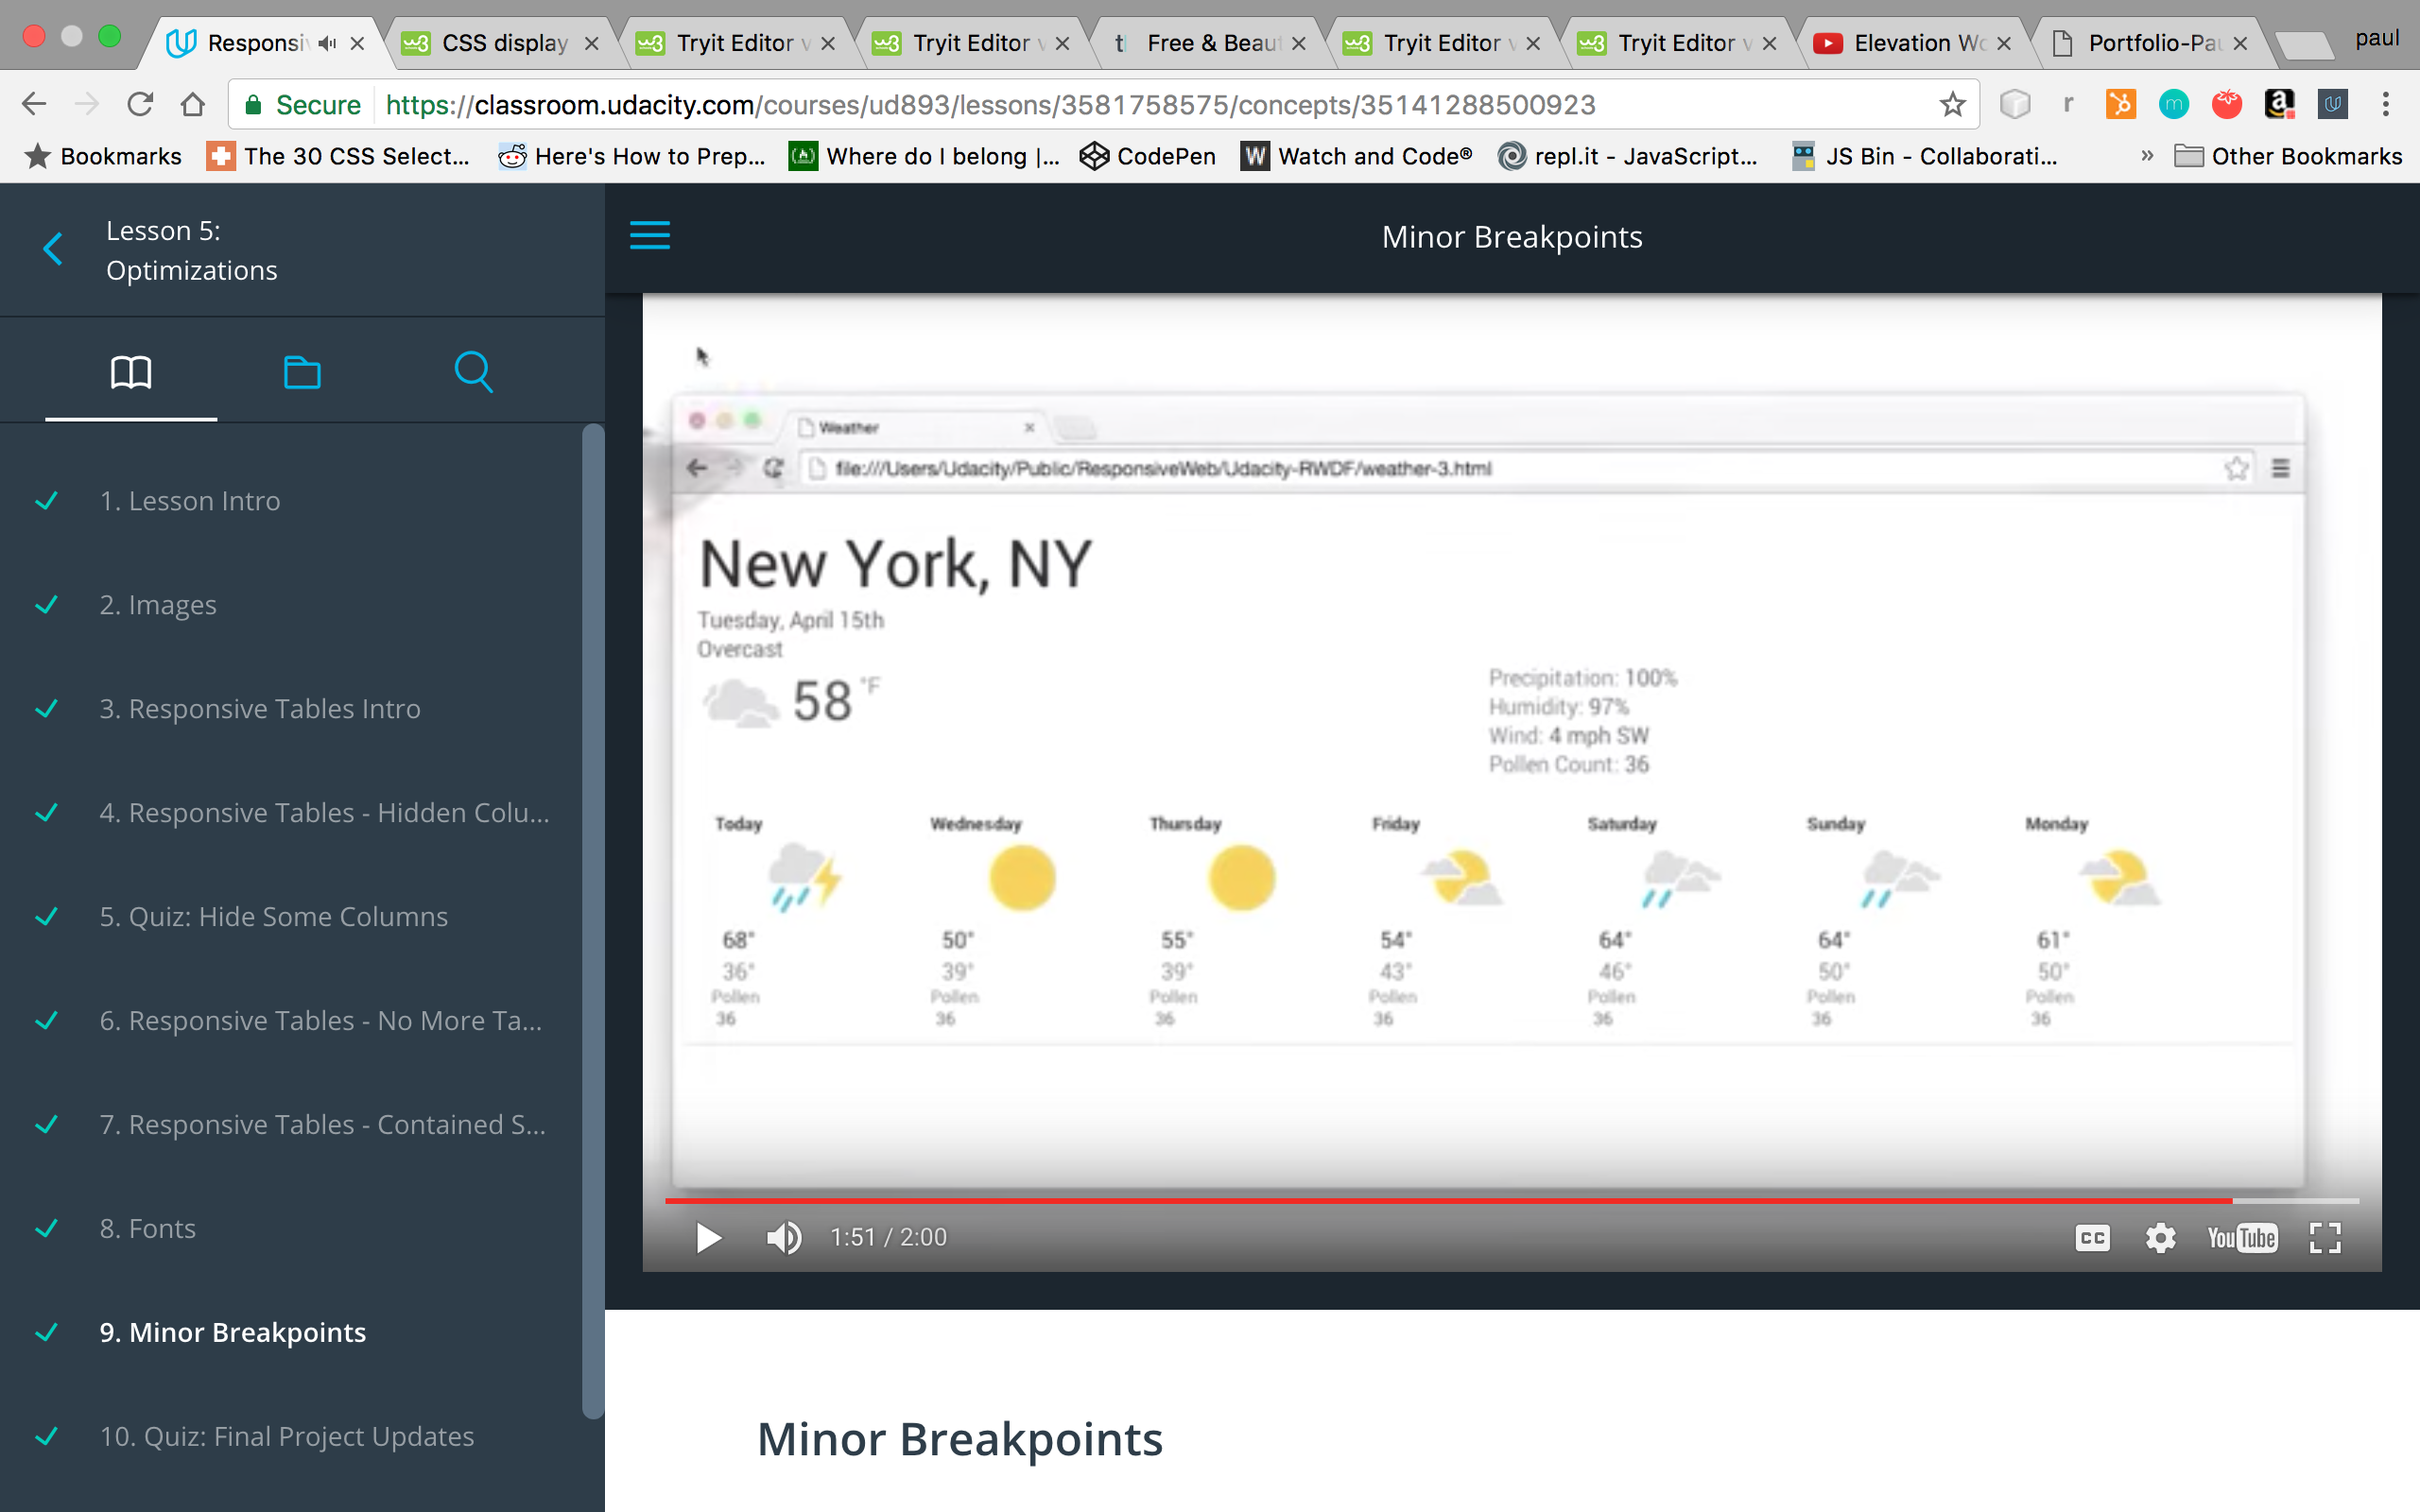 Responsi
CSS display
Tryit Editor v
Tryit Editor v
Free & Beau
Tryit Editor v
Tryit Editor v
Elevation Wo
Portfolio-Pau
paul
Secure https://classroom.udacity.com/courses/ud893/lessons/3581758575/concepts/35141288500923
Bookmarks
The 30 CSS Select...
Here's How to Prep...
Where do I belong |...
CodePen
Watch and Code®
repl.it - JavaScript...
JS Bin - Collaborati...
»
Other Bookmarks
Lesson 5:
Optimizations
1. Lesson Intro
2. Images
3. Responsive Tables Intro
4. Responsive Tables - Hidden Colu...
5. Quiz: Hide Some Columns
6. Responsive Tables - No More Ta...
7. Responsive Tables - Contained S...
8. Fonts
9. Minor Breakpoints
10. Quiz: Final Project Updates
Minor Breakpoints
Weather
file:///Users/Udacity/Public/ResponsiveWeb/Udacity-RWDF/weather-3.html
New York, NY
Tuesday, April 15th
Overcast
58 °F
Precipitation: 100%
Humidity: 97%
Wind: 4 mph SW
Pollen Count: 36
Today Wednesday Thursday Friday Saturday Sunday Monday
68° 50° 55° 54° 64° 64° 61°
36° 39° 39° 43° 46° 50° 50°
Pollen Pollen Pollen Pollen Pollen Pollen Pollen
36 36 36 36 36 36 36
1:51 / 2:00
CC
YouTube
Minor Breakpoints